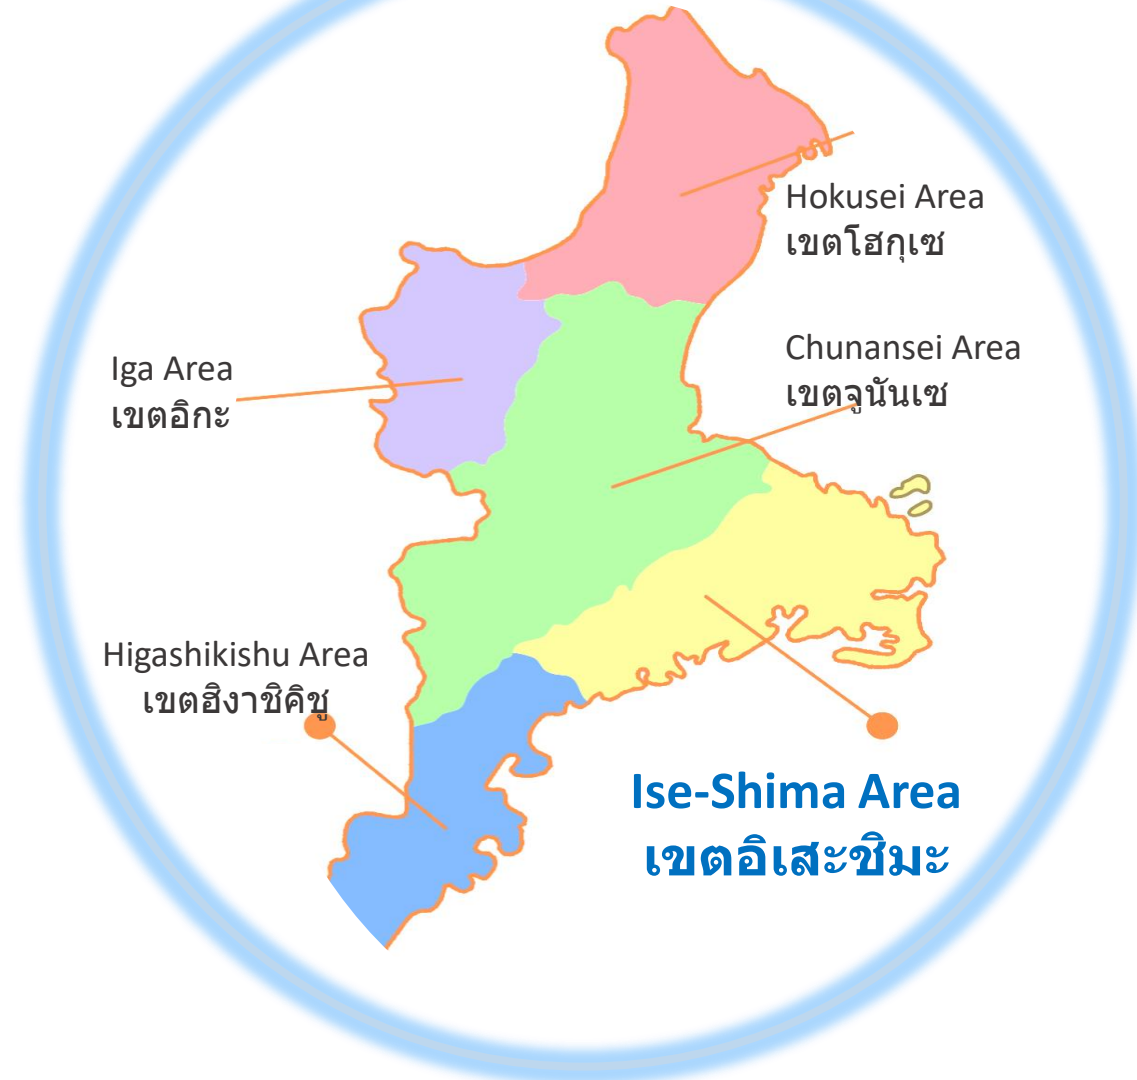 Hokusei Area
เขตโฮกุเซ
Chunansei Area
เขตจูนันเซ
Iga Area
เขตอิกะ
Higashikishu Area
เขตฮิงาชิคิชู
Ise-Shima Area
เขตอิเสะชิมะ